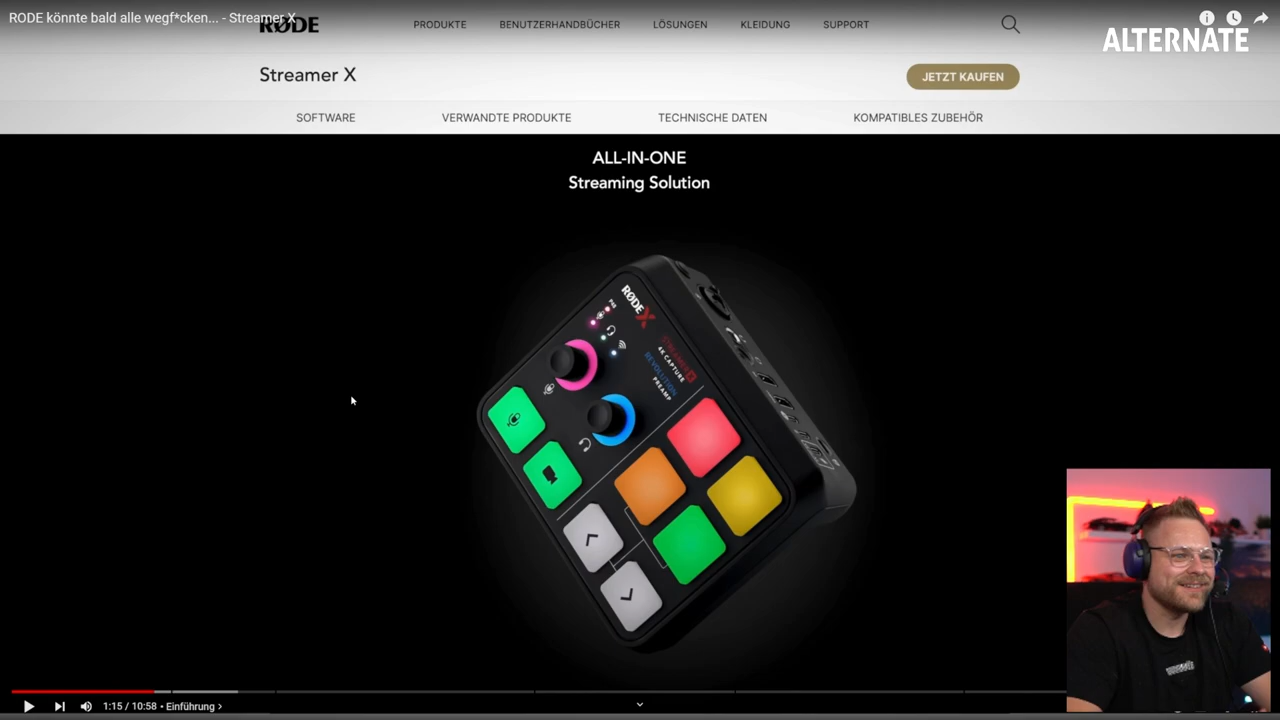 RODE könnte bald alle wegf*cken... - Streamer X
RØDE
PRODUKTE
BENUTZERHANDBÜCHER
LÖSUNGEN
KLEIDUNG
SUPPORT
ALTERNATE
Streamer X
JETZT KAUFEN
SOFTWARE
VERWANDTE PRODUKTE
TECHNISCHE DATEN
KOMPATIBLES ZUBEHÖR
ALL-IN-ONE
Streaming Solution
RØDE X
P48
STREAMER X
4K CAPTURE
REVOLUTION
PREAMP
1:15 / 10:58 • Einführung >